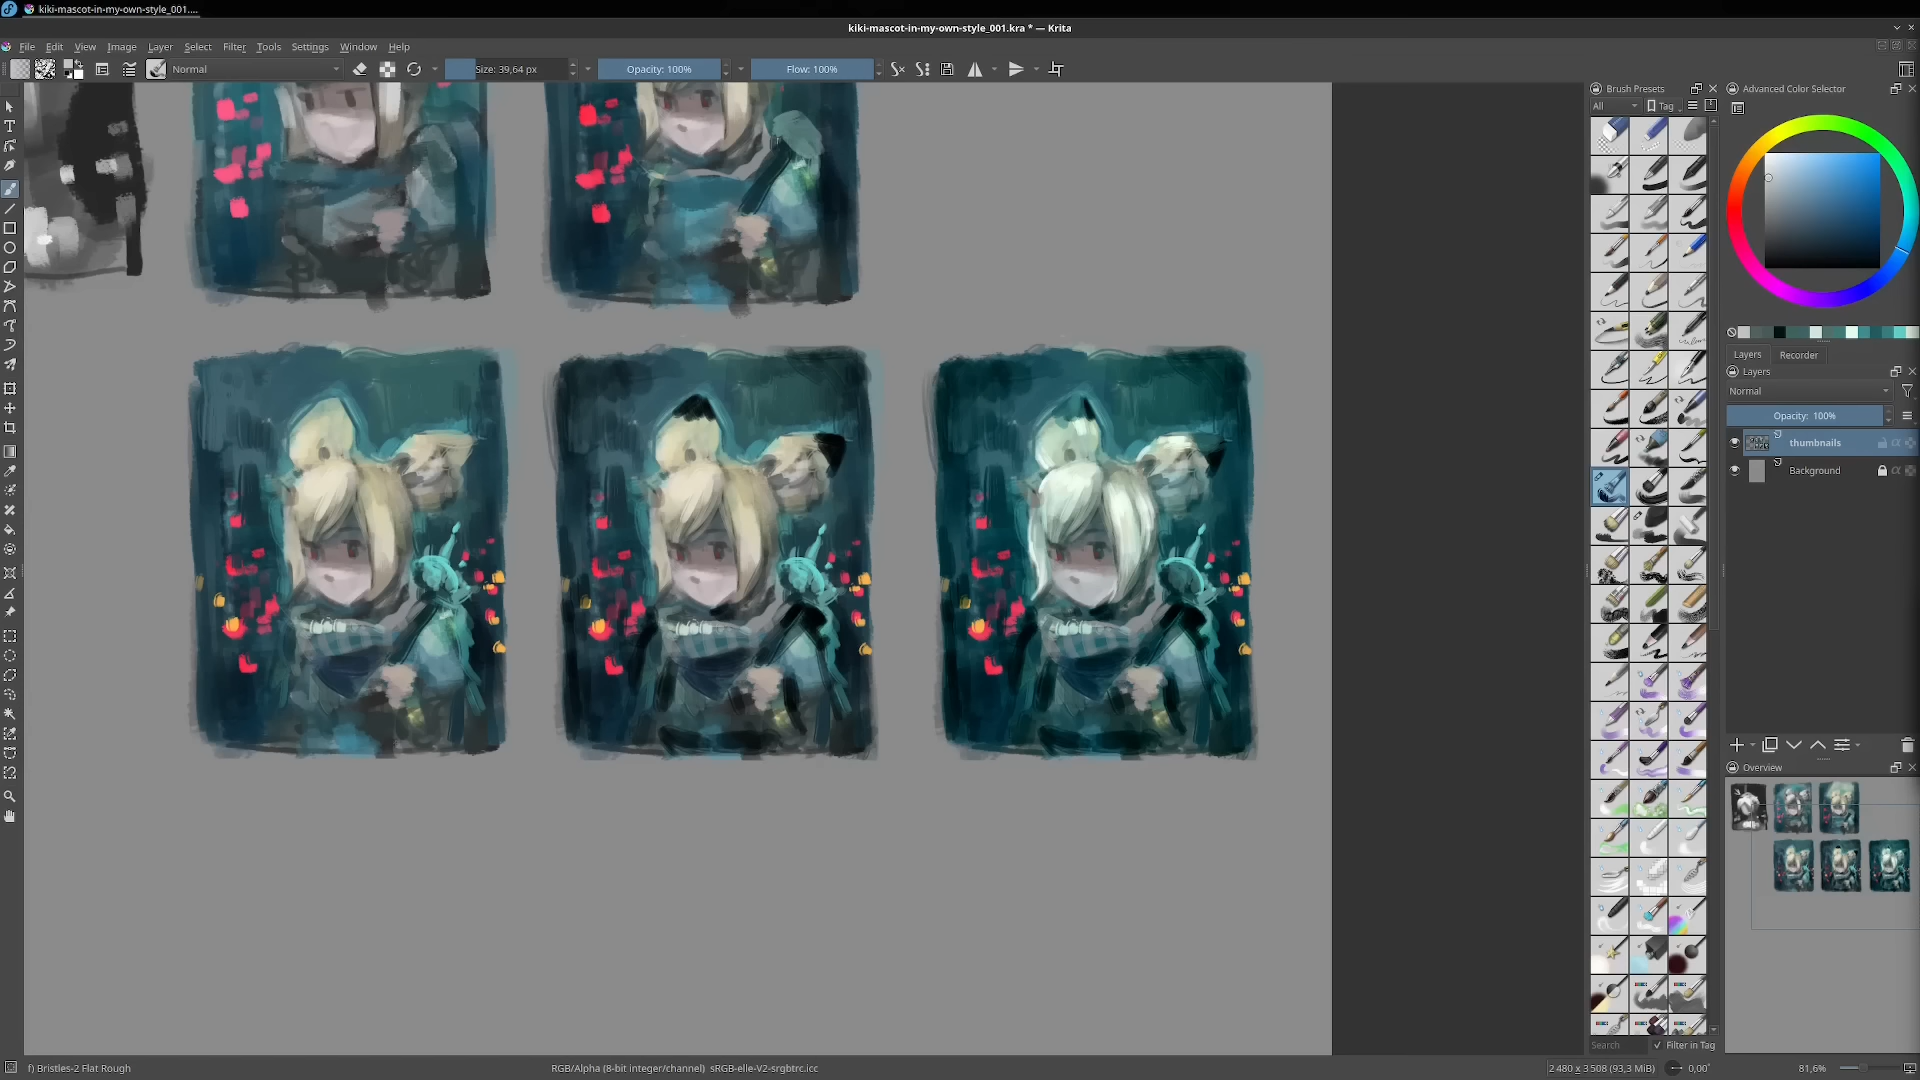 kiki-mascot-in-my-own-style_001....
kiki-mascot-in-my-own-style_001.kra * — Krita
File Edit View Image Layer Select Filter Tools Settings Window Help
Normal
Size: 39,64 px
Opacity: 100%
Flow: 100%
Brush Presets
All
Tag
Advanced Color Selector
Layers
Recorder
Layers
Normal
Opacity: 100%
thumbnails
Background
Overview
Search
Filter in Tag
f) Bristles-2 Flat Rough
RGB/Alpha (8-bit integer/channel) sRGB-elle-V2-srgbtrc.icc
2 480 x 3 508 (93,3 MiB)
0,00°
81,6%